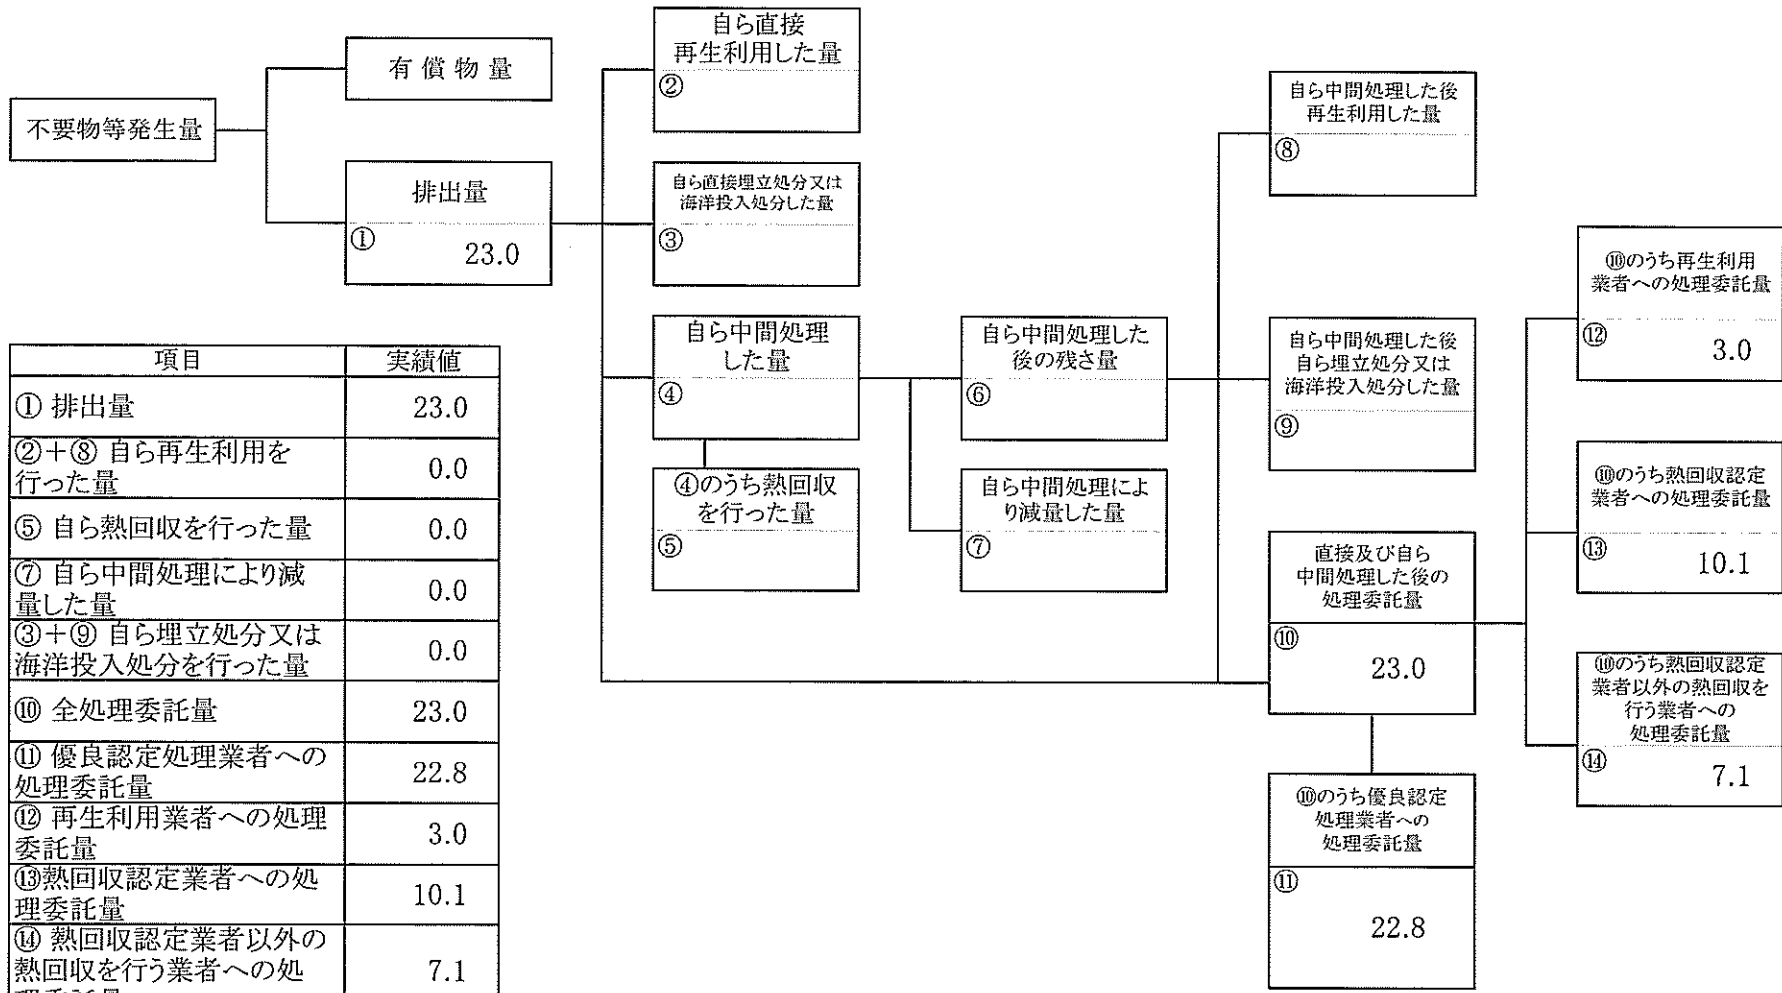 不要物等発生量
有償物量
排出量
①
23.0
自ら直接
再生利用した量
②
自ら直接埋立処分又は
海洋投入処分した量
③
自ら中間処理
した量
④
④のうち熱回収
を行った量
⑤
自ら中間処理した
後の残さ量
⑥
自ら中間処理によ
り減量した量
⑦
自ら中間処理した後
再生利用した量
⑧
自ら中間処理した後
自ら埋立処分又は
海洋投入処分した量
⑨
直接及び自ら
中間処理した後の
処理委託量
⑩
23.0
⑩のうち優良認定
処理業者への
処理委託量
⑪
22.8
⑩のうち再生利用
業者への処理委託量
⑫
3.0
⑩のうち熱回収認定
業者への処理委託量
⑬
10.1
⑩のうち熱回収認定
業者以外の熱回収を
行う業者への
処理委託量
⑭
7.1
項目 実績値
① 排出量 23.0
②+⑧ 自ら再生利用を
行った量 0.0
⑤ 自ら熱回収を行った量 0.0
⑦ 自ら中間処理により減
量した量 0.0
③+⑨ 自ら埋立処分又は
海洋投入処分を行った量 0.0
⑩ 全処理委託量 23.0
⑪ 優良認定処理業者への
処理委託量 22.8
⑫ 再生利用業者への処理
委託量 3.0
⑬熱回収認定業者への処
理委託量 10.1
⑭ 熱回収認定業者以外の
熱回収を行う業者への処 7.1
理委託量